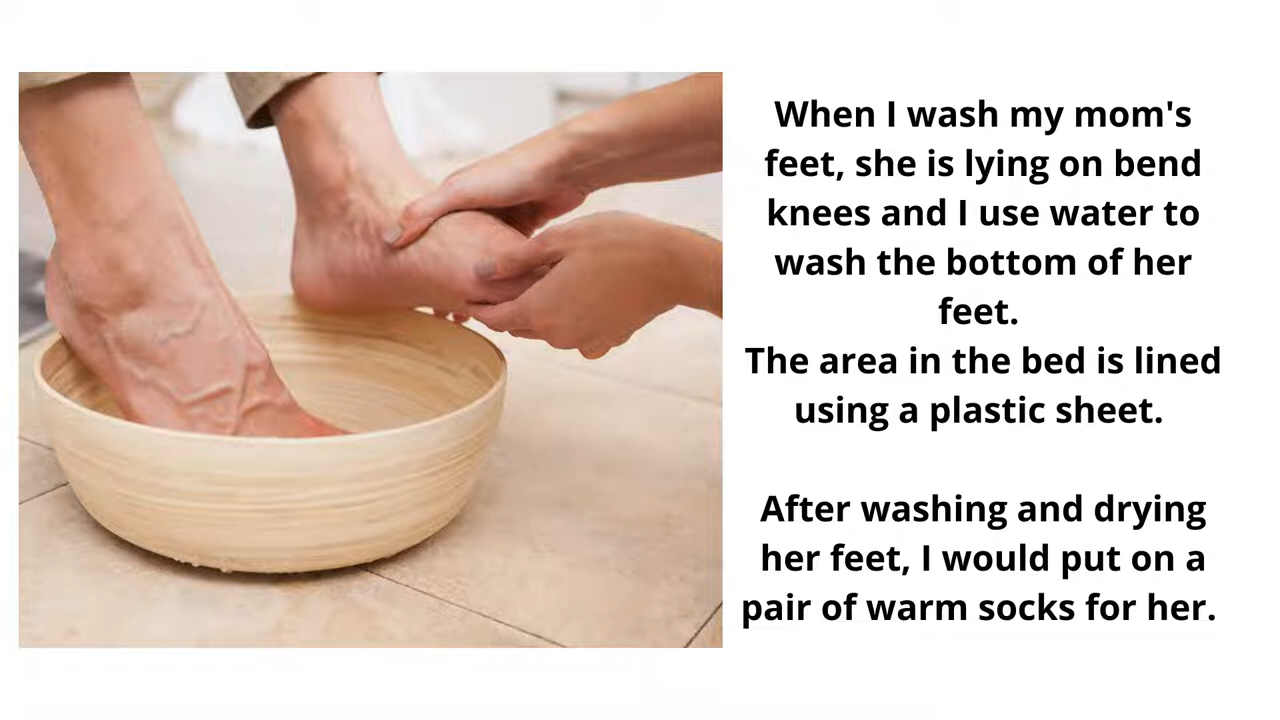 When I wash my mom's
feet, she is lying on bend
knees and I use water to
wash the bottom of her
feet.
The area in the bed is lined
using a plastic sheet.
After washing and drying
her feet, I would put on a
pair of warm socks for her.